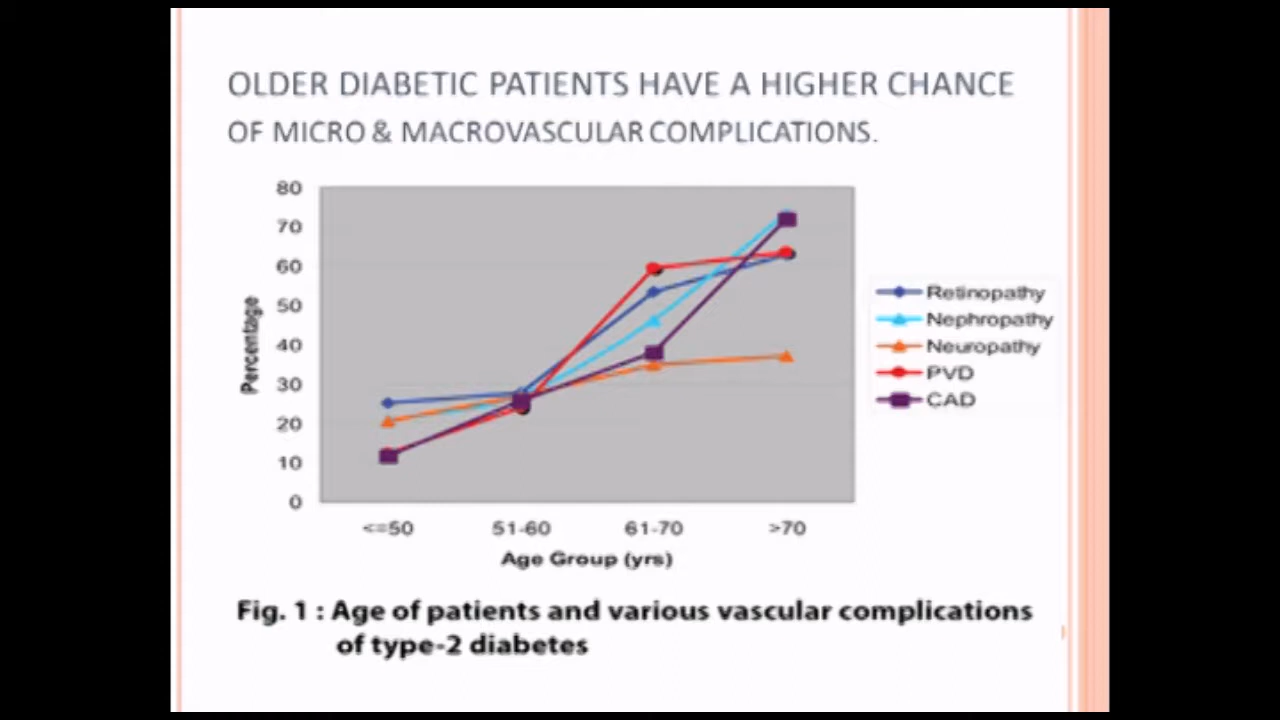 OLDER DIABETIC PATIENTS HAVE A HIGHER CHANCE
OF MICRO & MACROVASCULAR COMPLICATIONS.
80
70
60
50
40
30
20
10
0
Percentage
<=50 51-60 61-70 >70
Age Group (yrs)
Retinopathy
Nephropathy
Neuropathy
PVD
CAD
Fig. 1 : Age of patients and various vascular complications
of type-2 diabetes